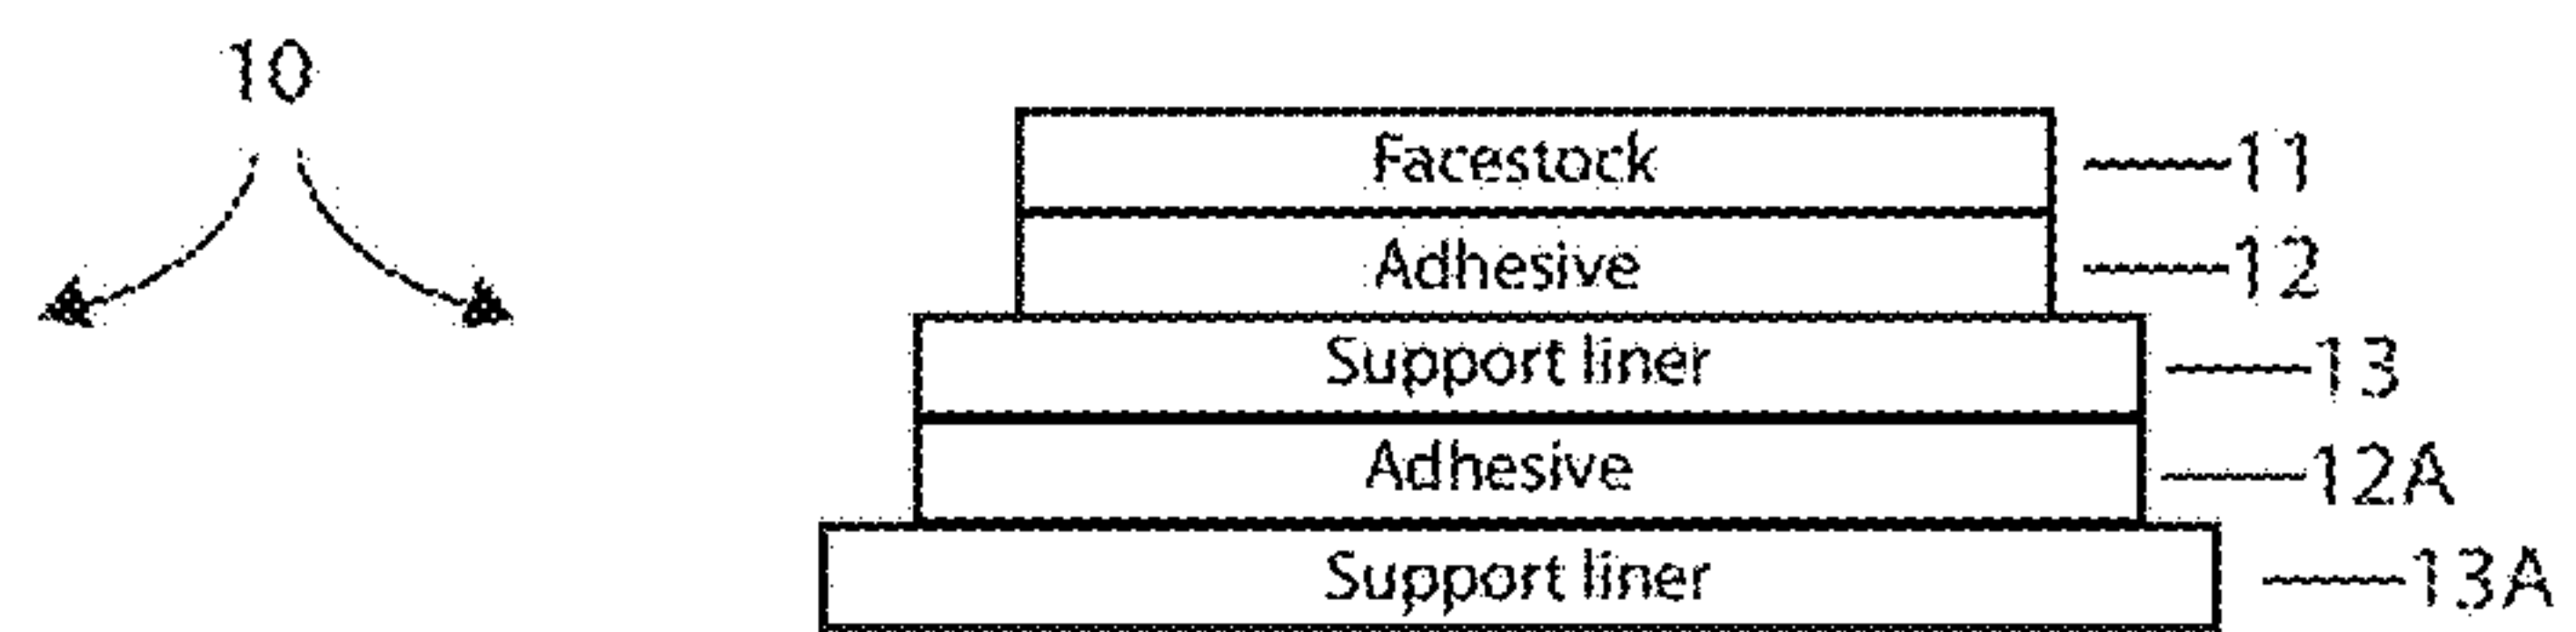 10
Facestock 11
Adhesive 12
Support liner 13
Adhesive 12A
Support liner 13A